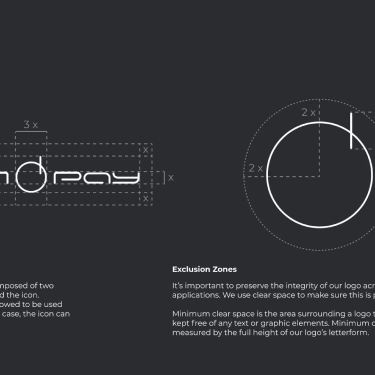 3 x
2 x
x
pay
x
2 x
x
Exclusion Zones
mposed of two
d the icon.
owed to be used
case, the icon can
It's important to preserve the integrity of our logo acr
applications. We use clear space to make sure this is p
Minimum clear space is the area surrounding a logo t
kept free of any text or graphic elements. Minimum c
measured by the full height of our logo's letterform.